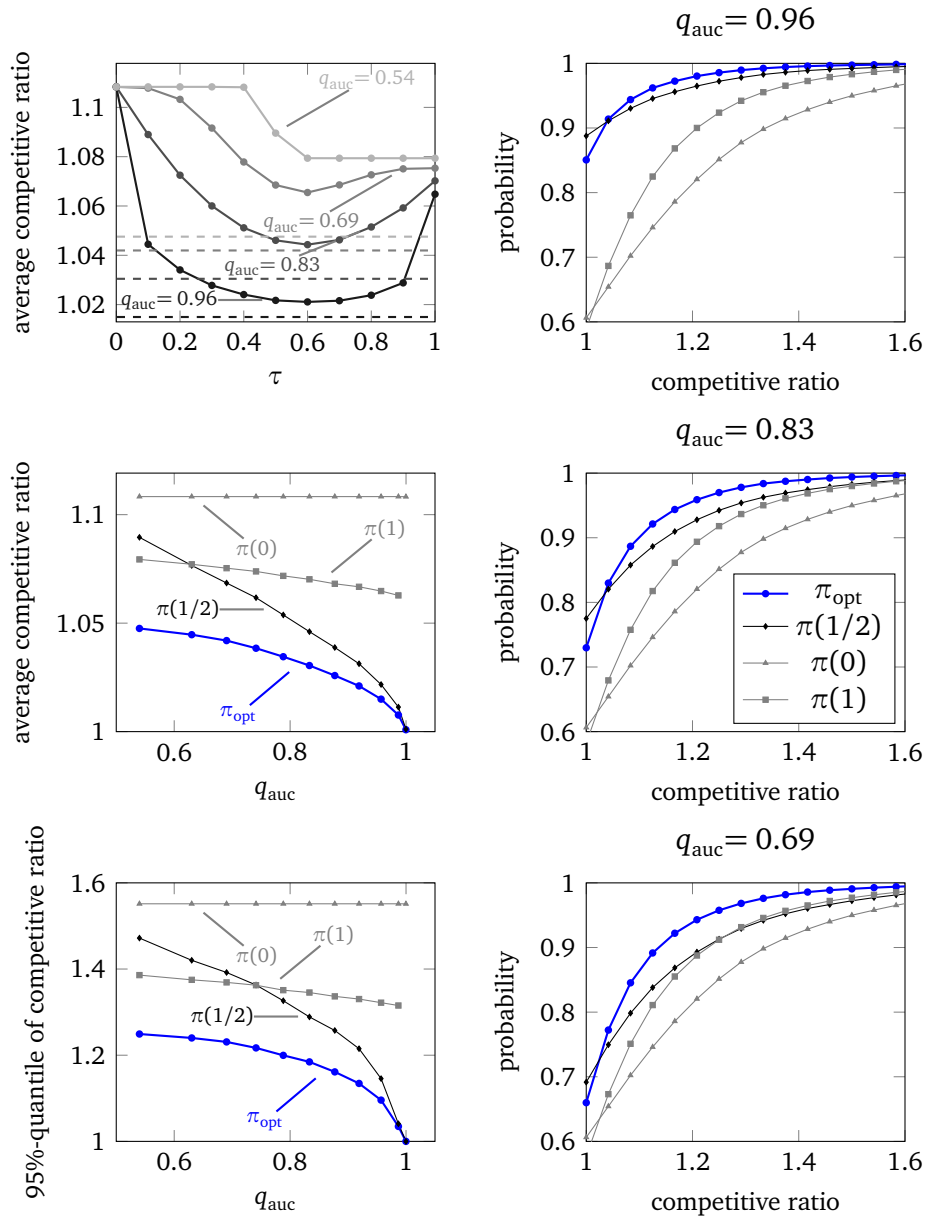 q_auc = 0.96
average competitive ratio
1.1
1.08
1.06
1.04
1.02
0
0.2
0.4
0.6
0.8
1
τ
q_auc = 0.54
q_auc = 0.69
q_auc = 0.83
q_auc = 0.96
probability
1
0.9
0.8
0.7
0.6
1
1.2
1.4
1.6
competitive ratio
average competitive ratio
1.1
1.05
1
0.6
0.8
1
q_auc
π(0)
π(1)
π(1/2)
π_opt
q_auc = 0.83
probability
1
0.9
0.8
0.7
0.6
1
1.2
1.4
1.6
competitive ratio
π_opt
π(1/2)
π(0)
π(1)
95%-quantile of competitive ratio
1.6
1.4
1.2
1
0.6
0.8
1
q_auc
π(0)
π(1)
π(1/2)
π_opt
q_auc = 0.69
probability
1
0.9
0.8
0.7
0.6
1
1.2
1.4
1.6
competitive ratio